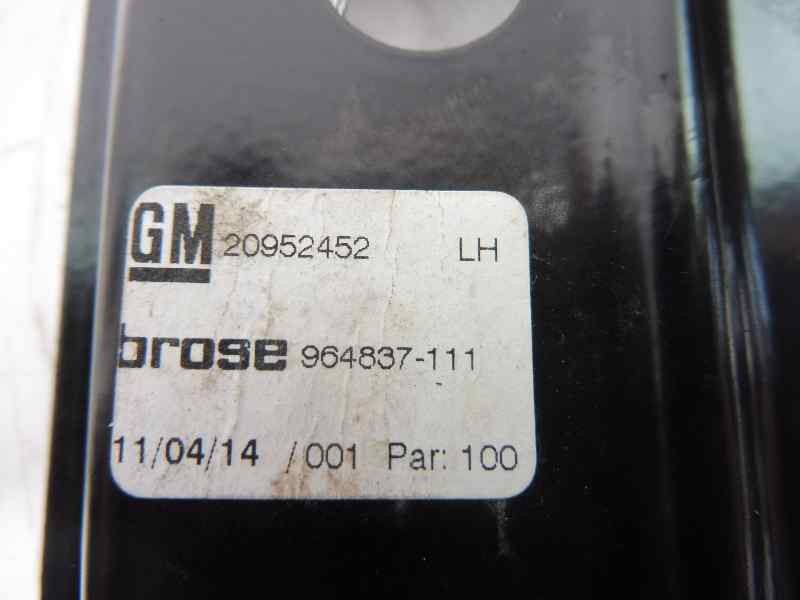 GM 20952452 LH
brose 964837-111
11/04/14 /001 Par: 100